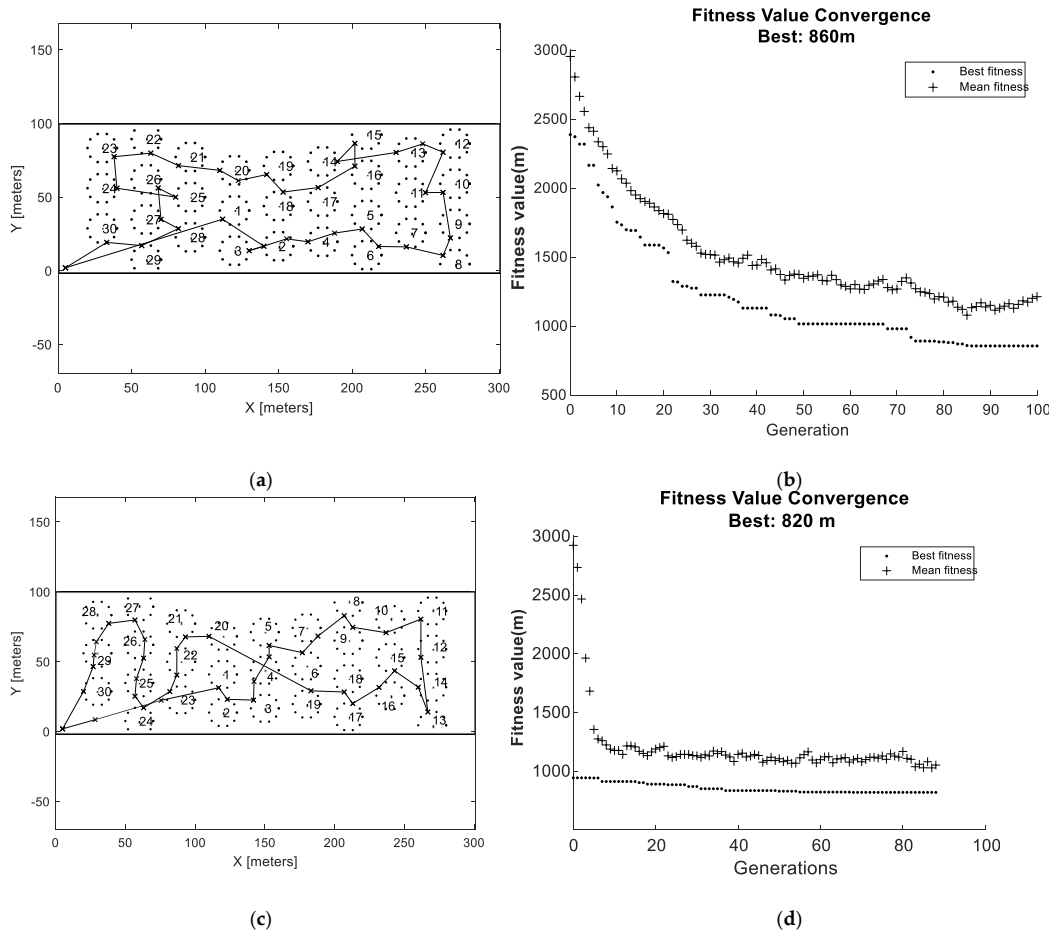 150
100
50
0
-50
Y [meters]
0 50 100 150 200 250 300
X [meters]
23 22 21 20 19 14 15 13 12
24 26 25 18 17 16 11 10
30 27 28 1 5 7 9
29 3 2 4 6 8
(a)
Fitness Value Convergence
Best: 860m
Best fitness
Mean fitness
3000
2500
2000
1500
1000
500
Fitness value(m)
0 10 20 30 40 50 60 70 80 90 100
Generation
(b)
150
100
50
0
-50
Y [meters]
0 50 100 150 200 250 300
X [meters]
28 27 21 20 5 7 8 10 11
29 26 22 1 4 6 9 15 12
30 25 23 19 18 16 14
24 2 3 17 13
(c)
Fitness Value Convergence
Best: 820 m
Best fitness
Mean fitness
3000
2500
2000
1500
1000
Fitness value(m)
0 20 40 60 80 100
Generations
(d)